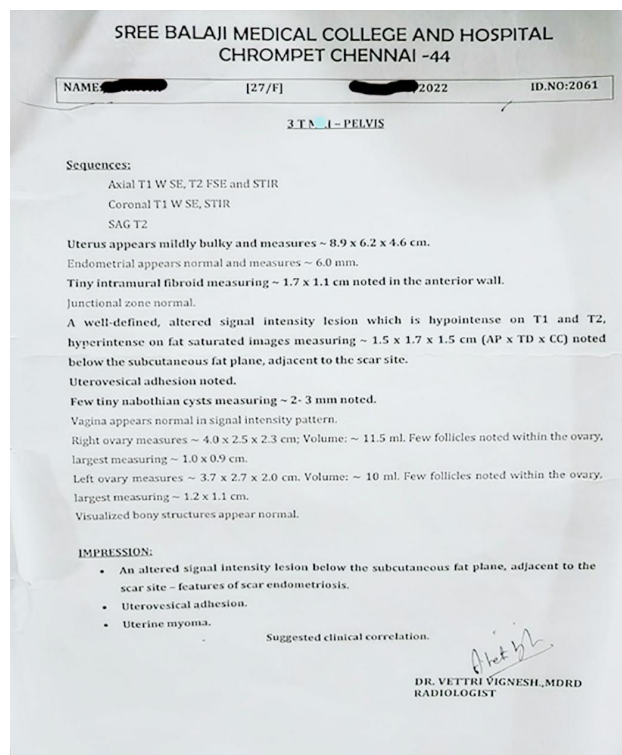 SREE BALAJI MEDICAL COLLEGE AND HOSPITAL
CHROMPET CHENNAI -44
NAME: [27/F] 2022 ID.NO:2061
3 T – PELVIS
Sequences:
Axial T1 W SE, T2 FSE and STIR
Coronal T1 W SE, STIR
SAG T2
Uterus appears mildly bulky and measures ~ 8.9 x 6.2 x 4.6 cm.
Endometrial appears normal and measures ~ 6.0 mm.
Tiny intramural fibroid measuring ~ 1.7 x 1.1 cm noted in the anterior wall.
Junctional zone normal.
A well-defined, altered signal intensity lesion which is hypointense on T1 and T2,
hyperintense on fat saturated images measuring ~ 1.5 x 1.7 x 1.5 cm (AP x TD x CC) noted
below the subcutaneous fat plane, adjacent to the scar site.
Uterovesical adhesion noted.
Few tiny nabothian cysts measuring ~ 2- 3 mm noted.
Vagina appears normal in signal intensity pattern.
Right ovary measures ~ 4.0 x 2.5 x 2.3 cm; Volume: ~ 11.5 ml. Few follicles noted within the ovary,
largest measuring ~ 1.0 x 0.9 cm.
Left ovary measures ~ 3.7 x 2.7 x 2.0 cm. Volume: ~ 10 ml. Few follicles noted within the ovary,
largest measuring ~ 1.2 x 1.1 cm.
Visualized bony structures appear normal.
IMPRESSION:
• An altered signal intensity lesion below the subcutaneous fat plane, adjacent to the
scar site – features of scar endometriosis.
• Uterovesical adhesion.
• Uterine myoma.
Suggested clinical correlation.
DR. VETTRI VIGNESH.,MDRD
RADIOLOGIST